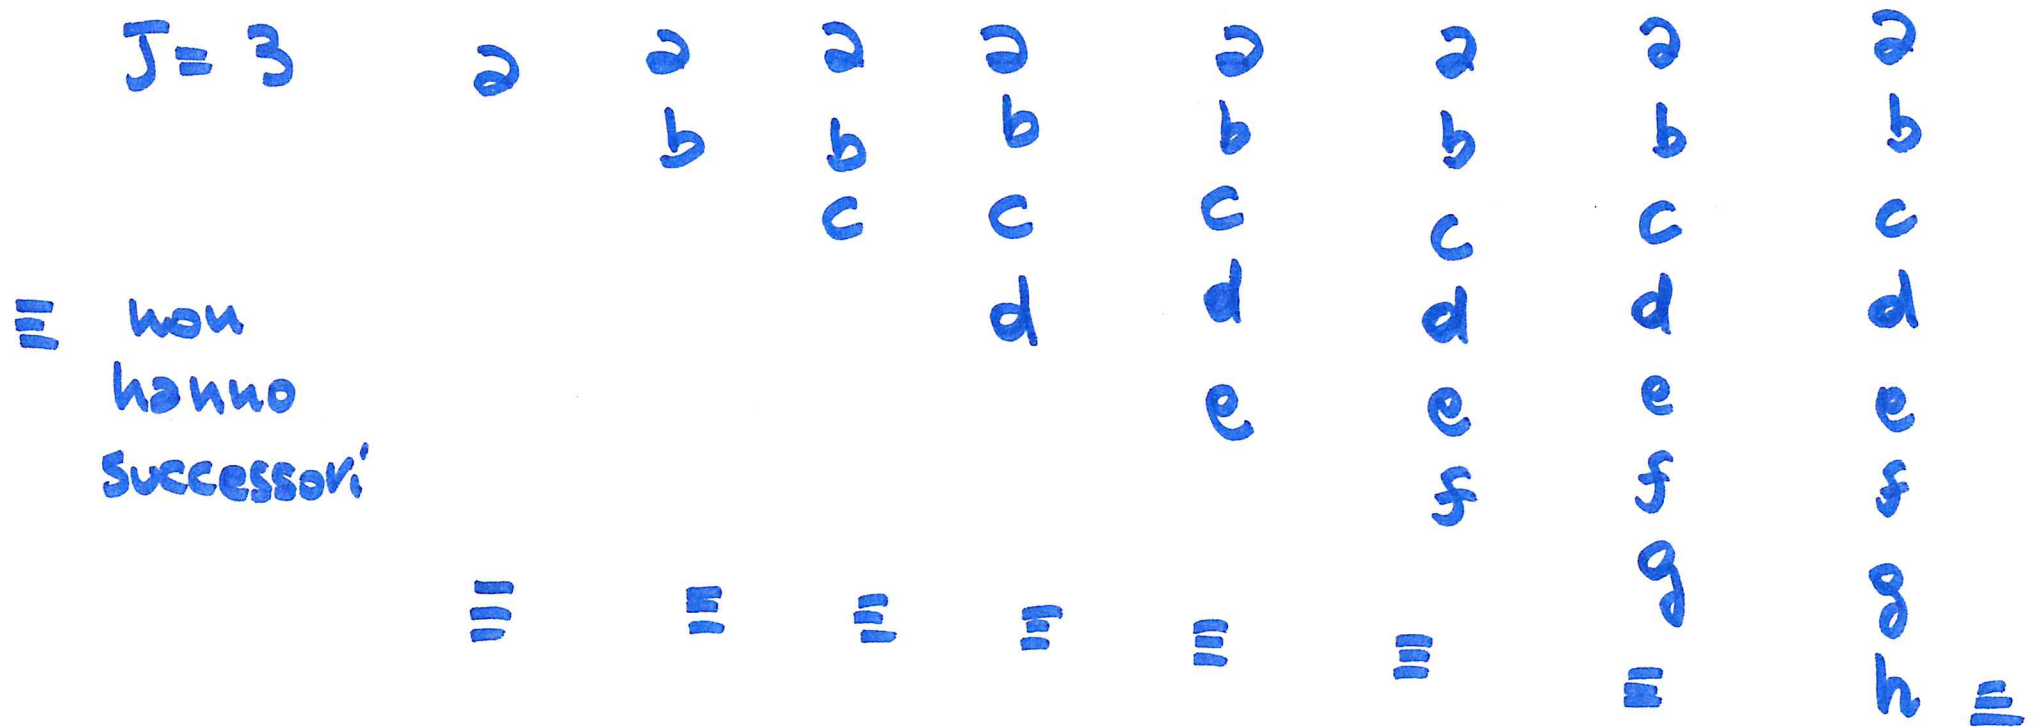 J = 3 a a a a a a a a
b b b b b b b
c c c c c c
≡ non d d d d d
hanno e e e e
successori f f f
g g
≡ ≡ ≡ ≡ ≡ ≡ ≡ h ≡